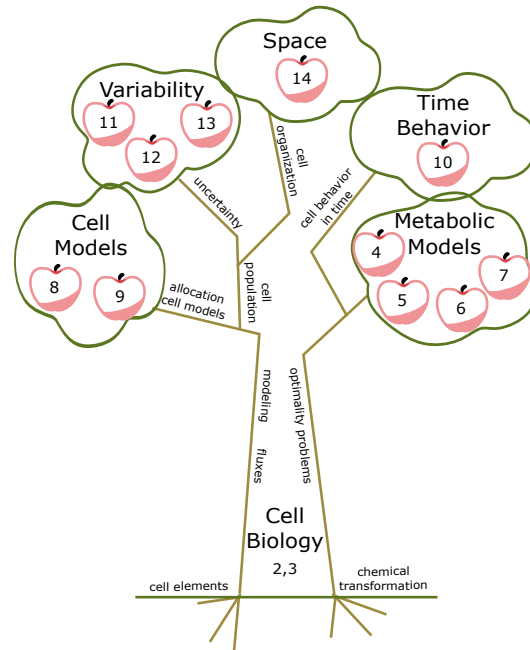 Space
14
Variability
11
13
12
Time
Behavior
10
Cell
Models
8
9
Metabolic
Models
4
7
5
6
cell
organization
uncertainty
cell behavior
in time
allocation
cell models
cell
population
modeling
fluxes
optimality problems
Cell
Biology
2,3
cell elements
chemical
transformation